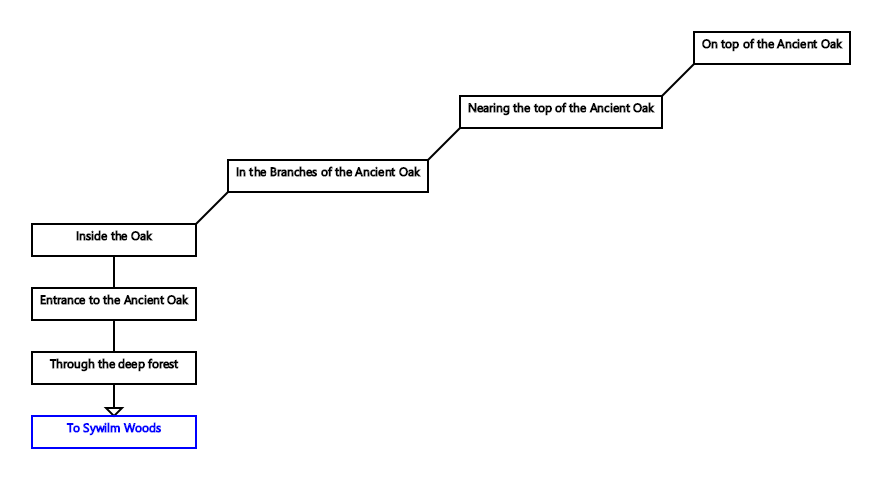 On top of the Ancient Oak
Nearing the top of the Ancient Oak
In the Branches of the Ancient Oak
Inside the Oak
Entrance to the Ancient Oak
Through the deep forest
To Sywilm Woods